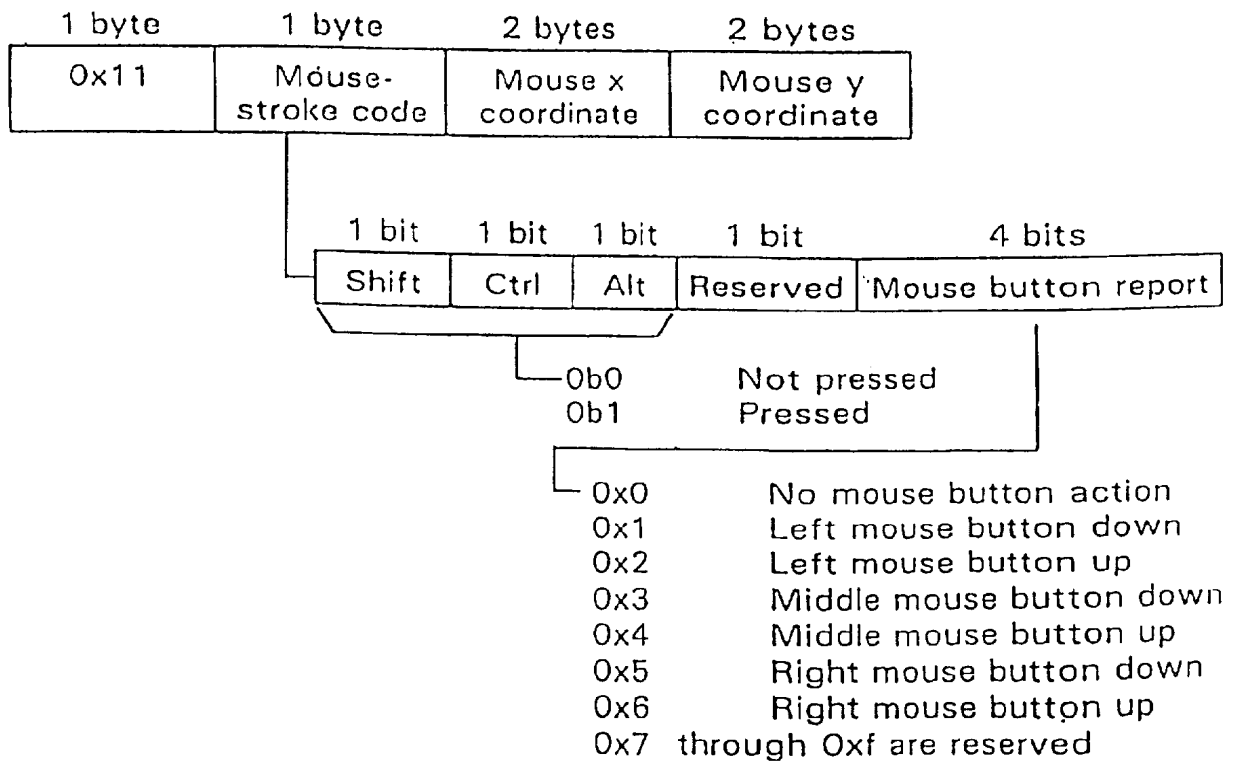 1 byte 1 byte 2 bytes 2 bytes
0x11 Mouse-stroke code Mouse x coordinate Mouse y coordinate
1 bit 1 bit 1 bit 1 bit 4 bits
Shift Ctrl Alt Reserved Mouse button report
0b0 Not pressed
0b1 Pressed
0x0 No mouse button action
0x1 Left mouse button down
0x2 Left mouse button up
0x3 Middle mouse button down
0x4 Middle mouse button up
0x5 Right mouse button down
0x6 Right mouse button up
0x7 through 0xf are reserved